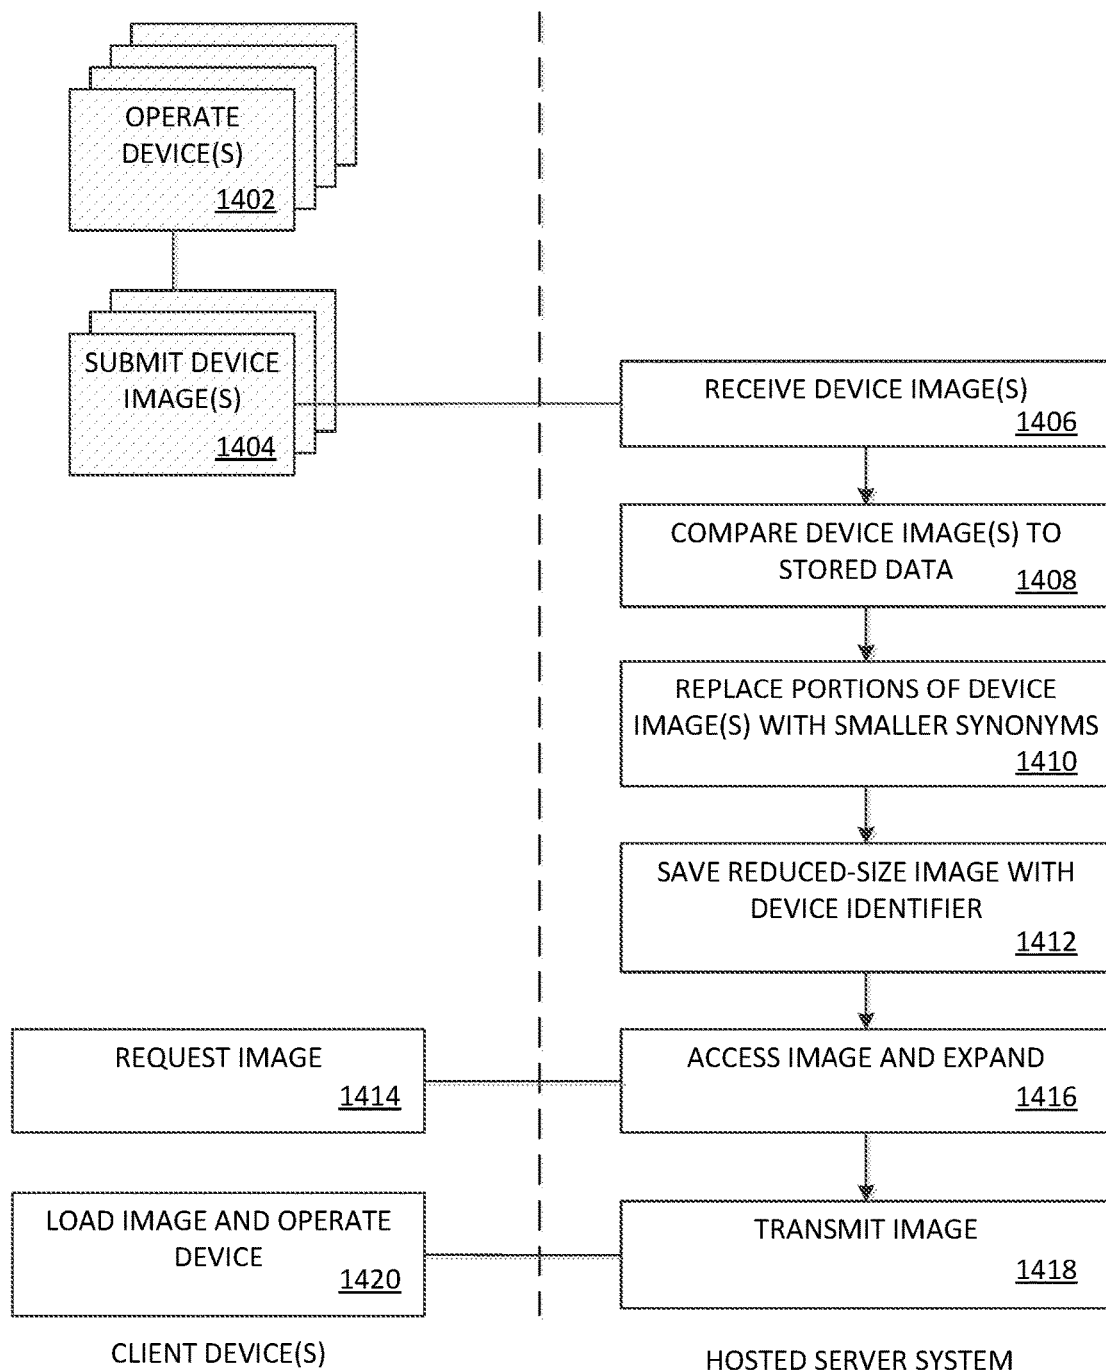 OPERATE
DEVICE(S)
1402
SUBMIT DEVICE
IMAGE(S)
1404
RECEIVE DEVICE IMAGE(S)
1406
COMPARE DEVICE IMAGE(S) TO
STORED DATA
1408
REPLACE PORTIONS OF DEVICE
IMAGE(S) WITH SMALLER SYNONYMS
1410
SAVE REDUCED-SIZE IMAGE WITH
DEVICE IDENTIFIER
1412
REQUEST IMAGE
1414
ACCESS IMAGE AND EXPAND
1416
LOAD IMAGE AND OPERATE
DEVICE
1420
TRANSMIT IMAGE
1418
CLIENT DEVICE(S)
HOSTED SERVER SYSTEM